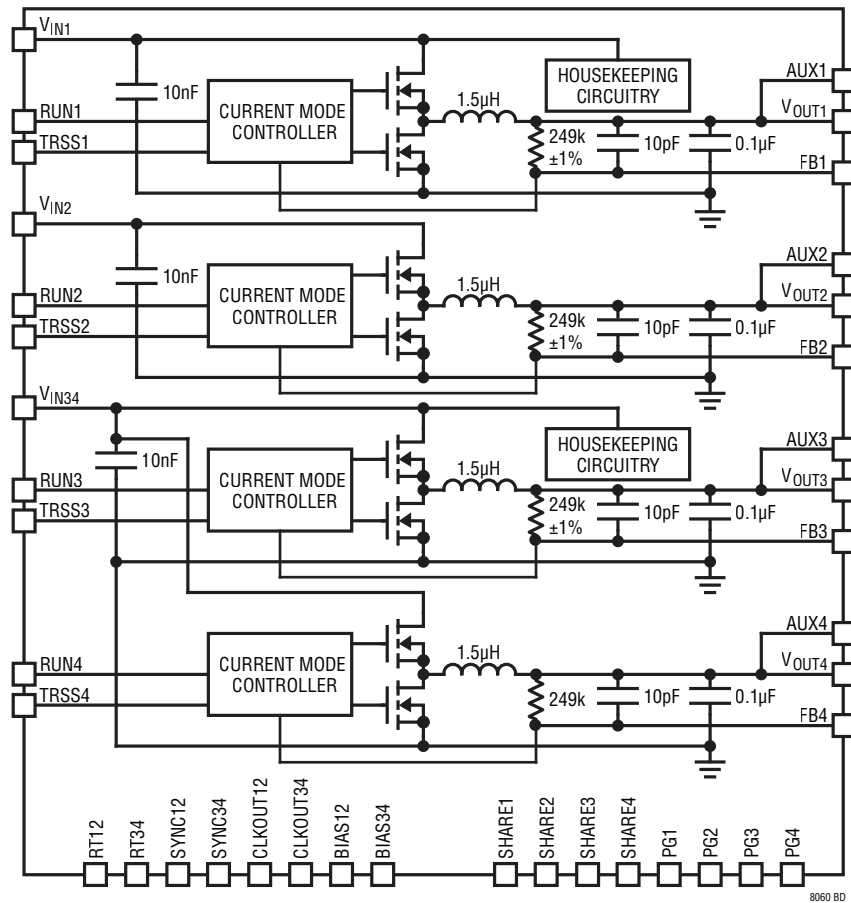 VIN1
AUX1
HOUSEKEEPING
CIRCUITRY
10nF
CURRENT MODE
CONTROLLER
1.5µH
RUN1
VOUT1
TRSS1
249k
±1%
10pF
0.1µF
FB1
VIN2
AUX2
10nF
CURRENT MODE
CONTROLLER
1.5µH
RUN2
VOUT2
TRSS2
249k
±1%
10pF
0.1µF
FB2
VIN34
AUX3
HOUSEKEEPING
CIRCUITRY
10nF
CURRENT MODE
CONTROLLER
1.5µH
RUN3
VOUT3
TRSS3
249k
±1%
10pF
0.1µF
FB3
AUX4
CURRENT MODE
CONTROLLER
1.5µH
RUN4
VOUT4
TRSS4
249k
10pF
0.1µF
FB4
RT12
RT34
SYNC12
SYNC34
CLKOUT12
CLKOUT34
BIAS12
BIAS34
SHARE1
SHARE2
SHARE3
SHARE4
PG1
PG2
PG3
PG4
8060 BD